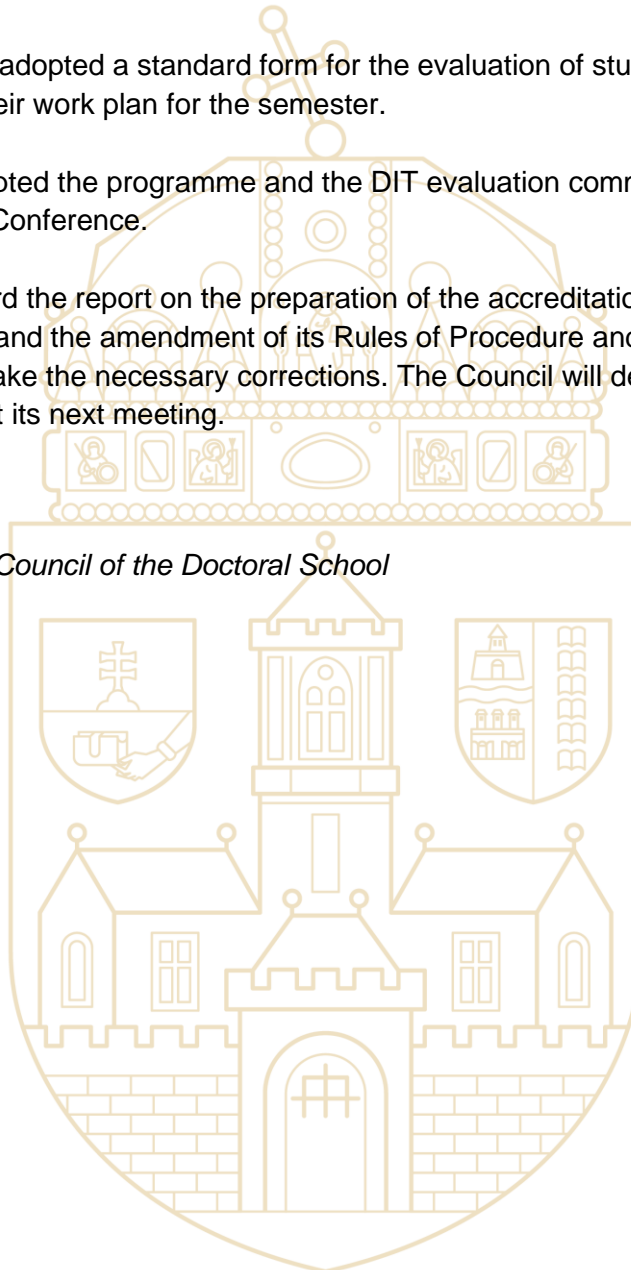 adopted a standard form for the evaluation of stu
eir work plan for the semester.
oted the programme and the DIT evaluation comm
Conference.
rd the report on the preparation of the accreditatio
and the amendment of its Rules of Procedure and
ake the necessary corrections. The Council will de
t its next meeting.
Council of the Doctoral School